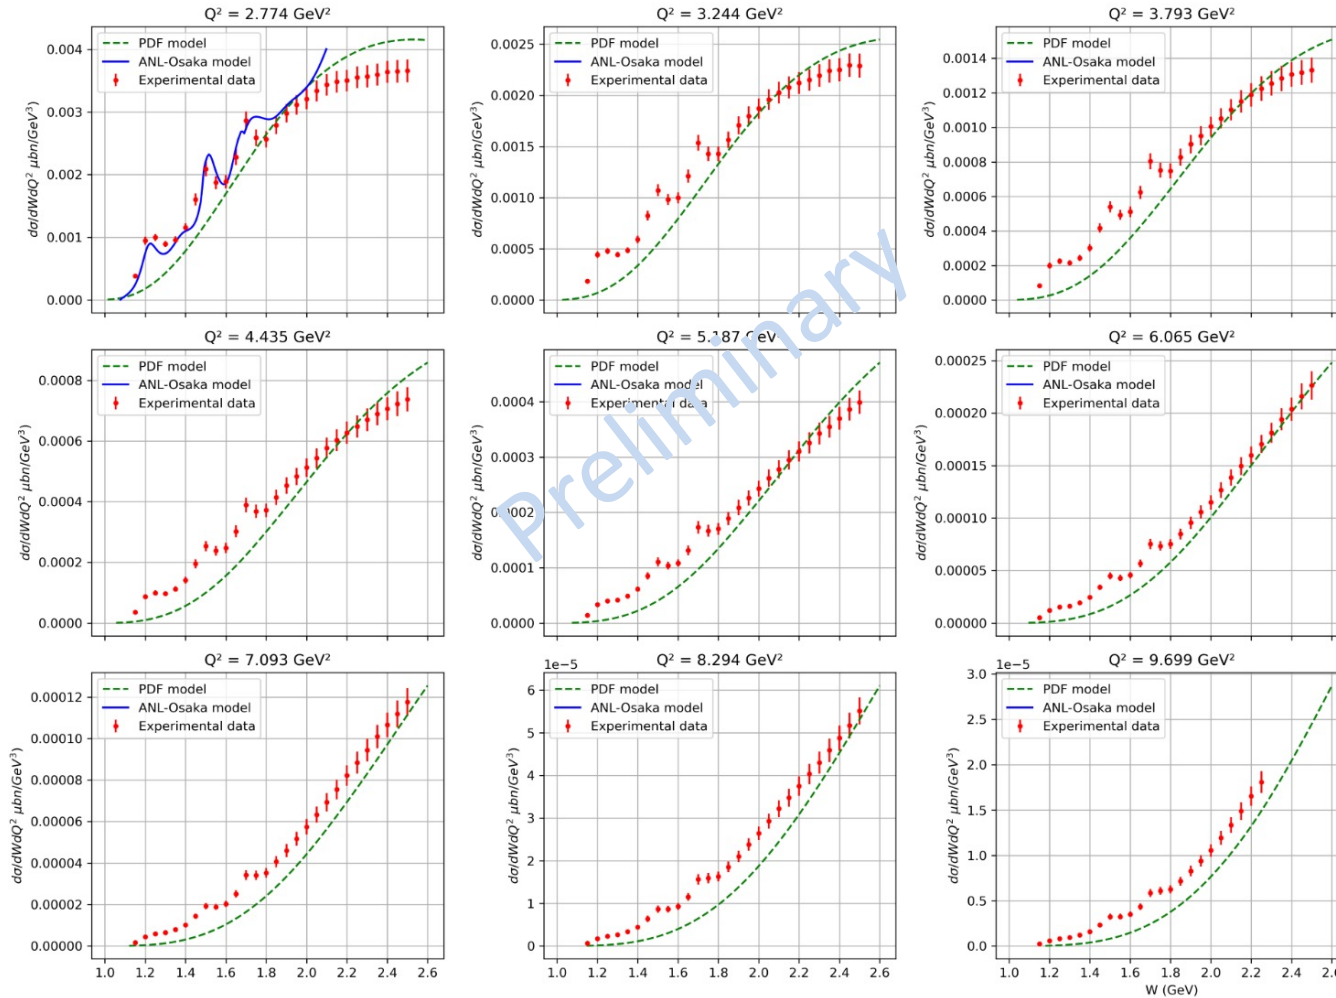 Q² = 2.774 GeV²
dσ/dWdQ² μbn/GeV³)
0.004
0.003
0.002
0.001
0.000
PDF model
ANL-Osaka model
Experimental data
Q² = 3.244 GeV²
dσ/dWdQ² μbn/GeV³)
0.0025
0.0020
0.0015
0.0010
0.0005
0.0000
PDF model
ANL-Osaka model
Experimental data
Q² = 3.793 GeV²
dσ/dWdQ² μbn/GeV³)
0.0014
0.0012
0.0010
0.0008
0.0006
0.0004
0.0002
0.0000
PDF model
ANL-Osaka model
Experimental data
Q² = 4.435 GeV²
dσ/dWdQ² μbn/GeV³)
0.0008
0.0006
0.0004
0.0002
0.0000
PDF model
ANL-Osaka model
Experimental data
Q² = 5.187 GeV²
dσ/dWdQ² μbn/GeV³)
0.0004
0.0003
0.0002
0.0001
0.0000
PDF model
ANL-Osaka model
Experimental data
Q² = 6.065 GeV²
dσ/dWdQ² μbn/GeV³)
0.00025
0.00020
0.00015
0.00010
0.00005
0.00000
PDF model
ANL-Osaka model
Experimental data
Preliminary
Q² = 7.093 GeV²
dσ/dWdQ² μbn/GeV³)
0.00012
0.00010
0.00008
0.00006
0.00004
0.00002
0.00000
PDF model
ANL-Osaka model
Experimental data
1.0 1.2 1.4 1.6 1.8 2.0 2.2 2.4 2.6
Q² = 8.294 GeV²
1e-5
dσ/dWdQ² μbn/GeV³)
6
5
4
3
2
1
0
PDF model
ANL-Osaka model
Experimental data
1.0 1.2 1.4 1.6 1.8 2.0 2.2 2.4 2.6
Q² = 9.699 GeV²
1e-5
dσ/dWdQ² μbn/GeV³)
3.0
2.5
2.0
1.5
1.0
0.5
0.0
PDF model
ANL-Osaka model
Experimental data
1.0 1.2 1.4 1.6 1.8 2.0 2.2 2.4 2.6
W (GeV)